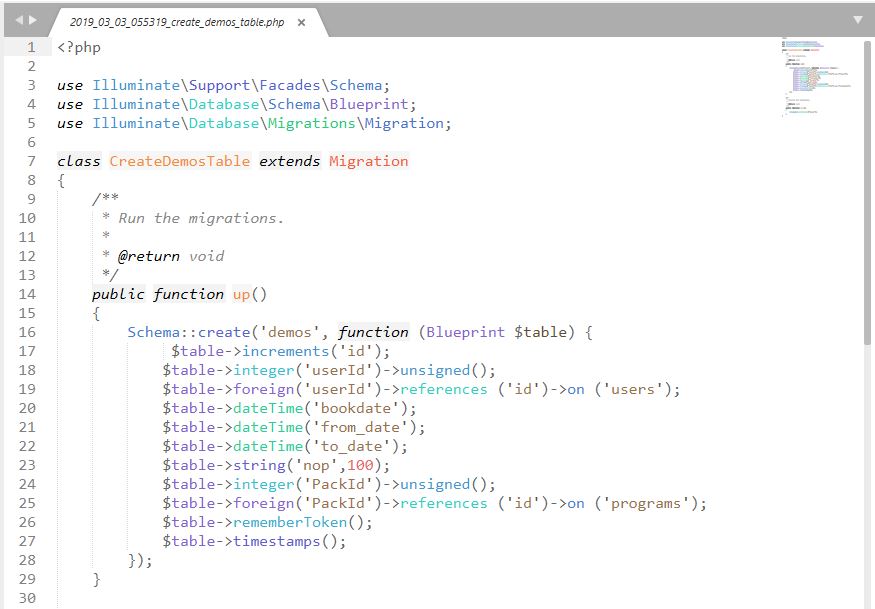 2019_03_03_055319_create_demos_table.php ×
1 <?php
2
3 use Illuminate\Support\Facades\Schema;
4 use Illuminate\Database\Schema\Blueprint;
5 use Illuminate\Database\Migrations\Migration;
6
7 class CreateDemosTable extends Migration
8 {
9     /**
10      * Run the migrations.
11      *
12      * @return void
13      */
14     public function up()
15     {
16         Schema::create('demos', function (Blueprint $table) {
17              $table->increments('id');
18             $table->integer('userId')->unsigned();
19             $table->foreign('userId')->references ('id')->on ('users');
20             $table->dateTime('bookdate');
21             $table->dateTime('from_date');
22             $table->dateTime('to_date');
23             $table->string('nop',100);
24             $table->integer('PackId')->unsigned();
25             $table->foreign('PackId')->references ('id')->on ('programs');
26             $table->rememberToken();
27             $table->timestamps();
28         });
29     }
30